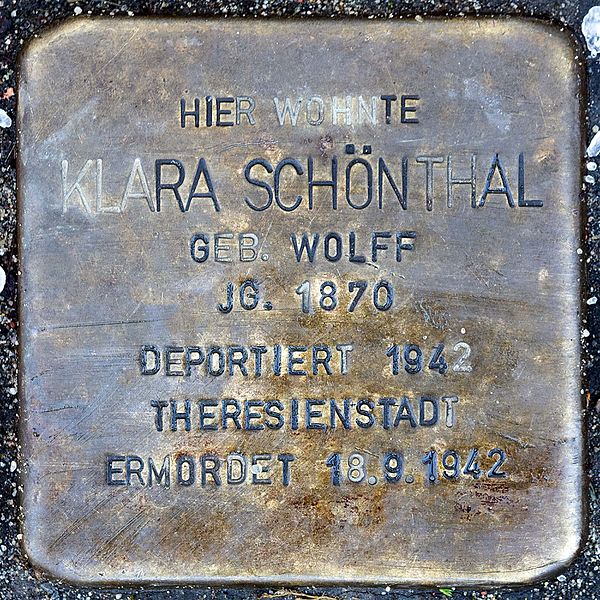 HIER WOHNTE
KLARA SCHÖNTHAL
GEB. WOLFF
JG. 1870
DEPORTIERT 1942
THERESIENSTADT
ERMORDET 18.9.1942